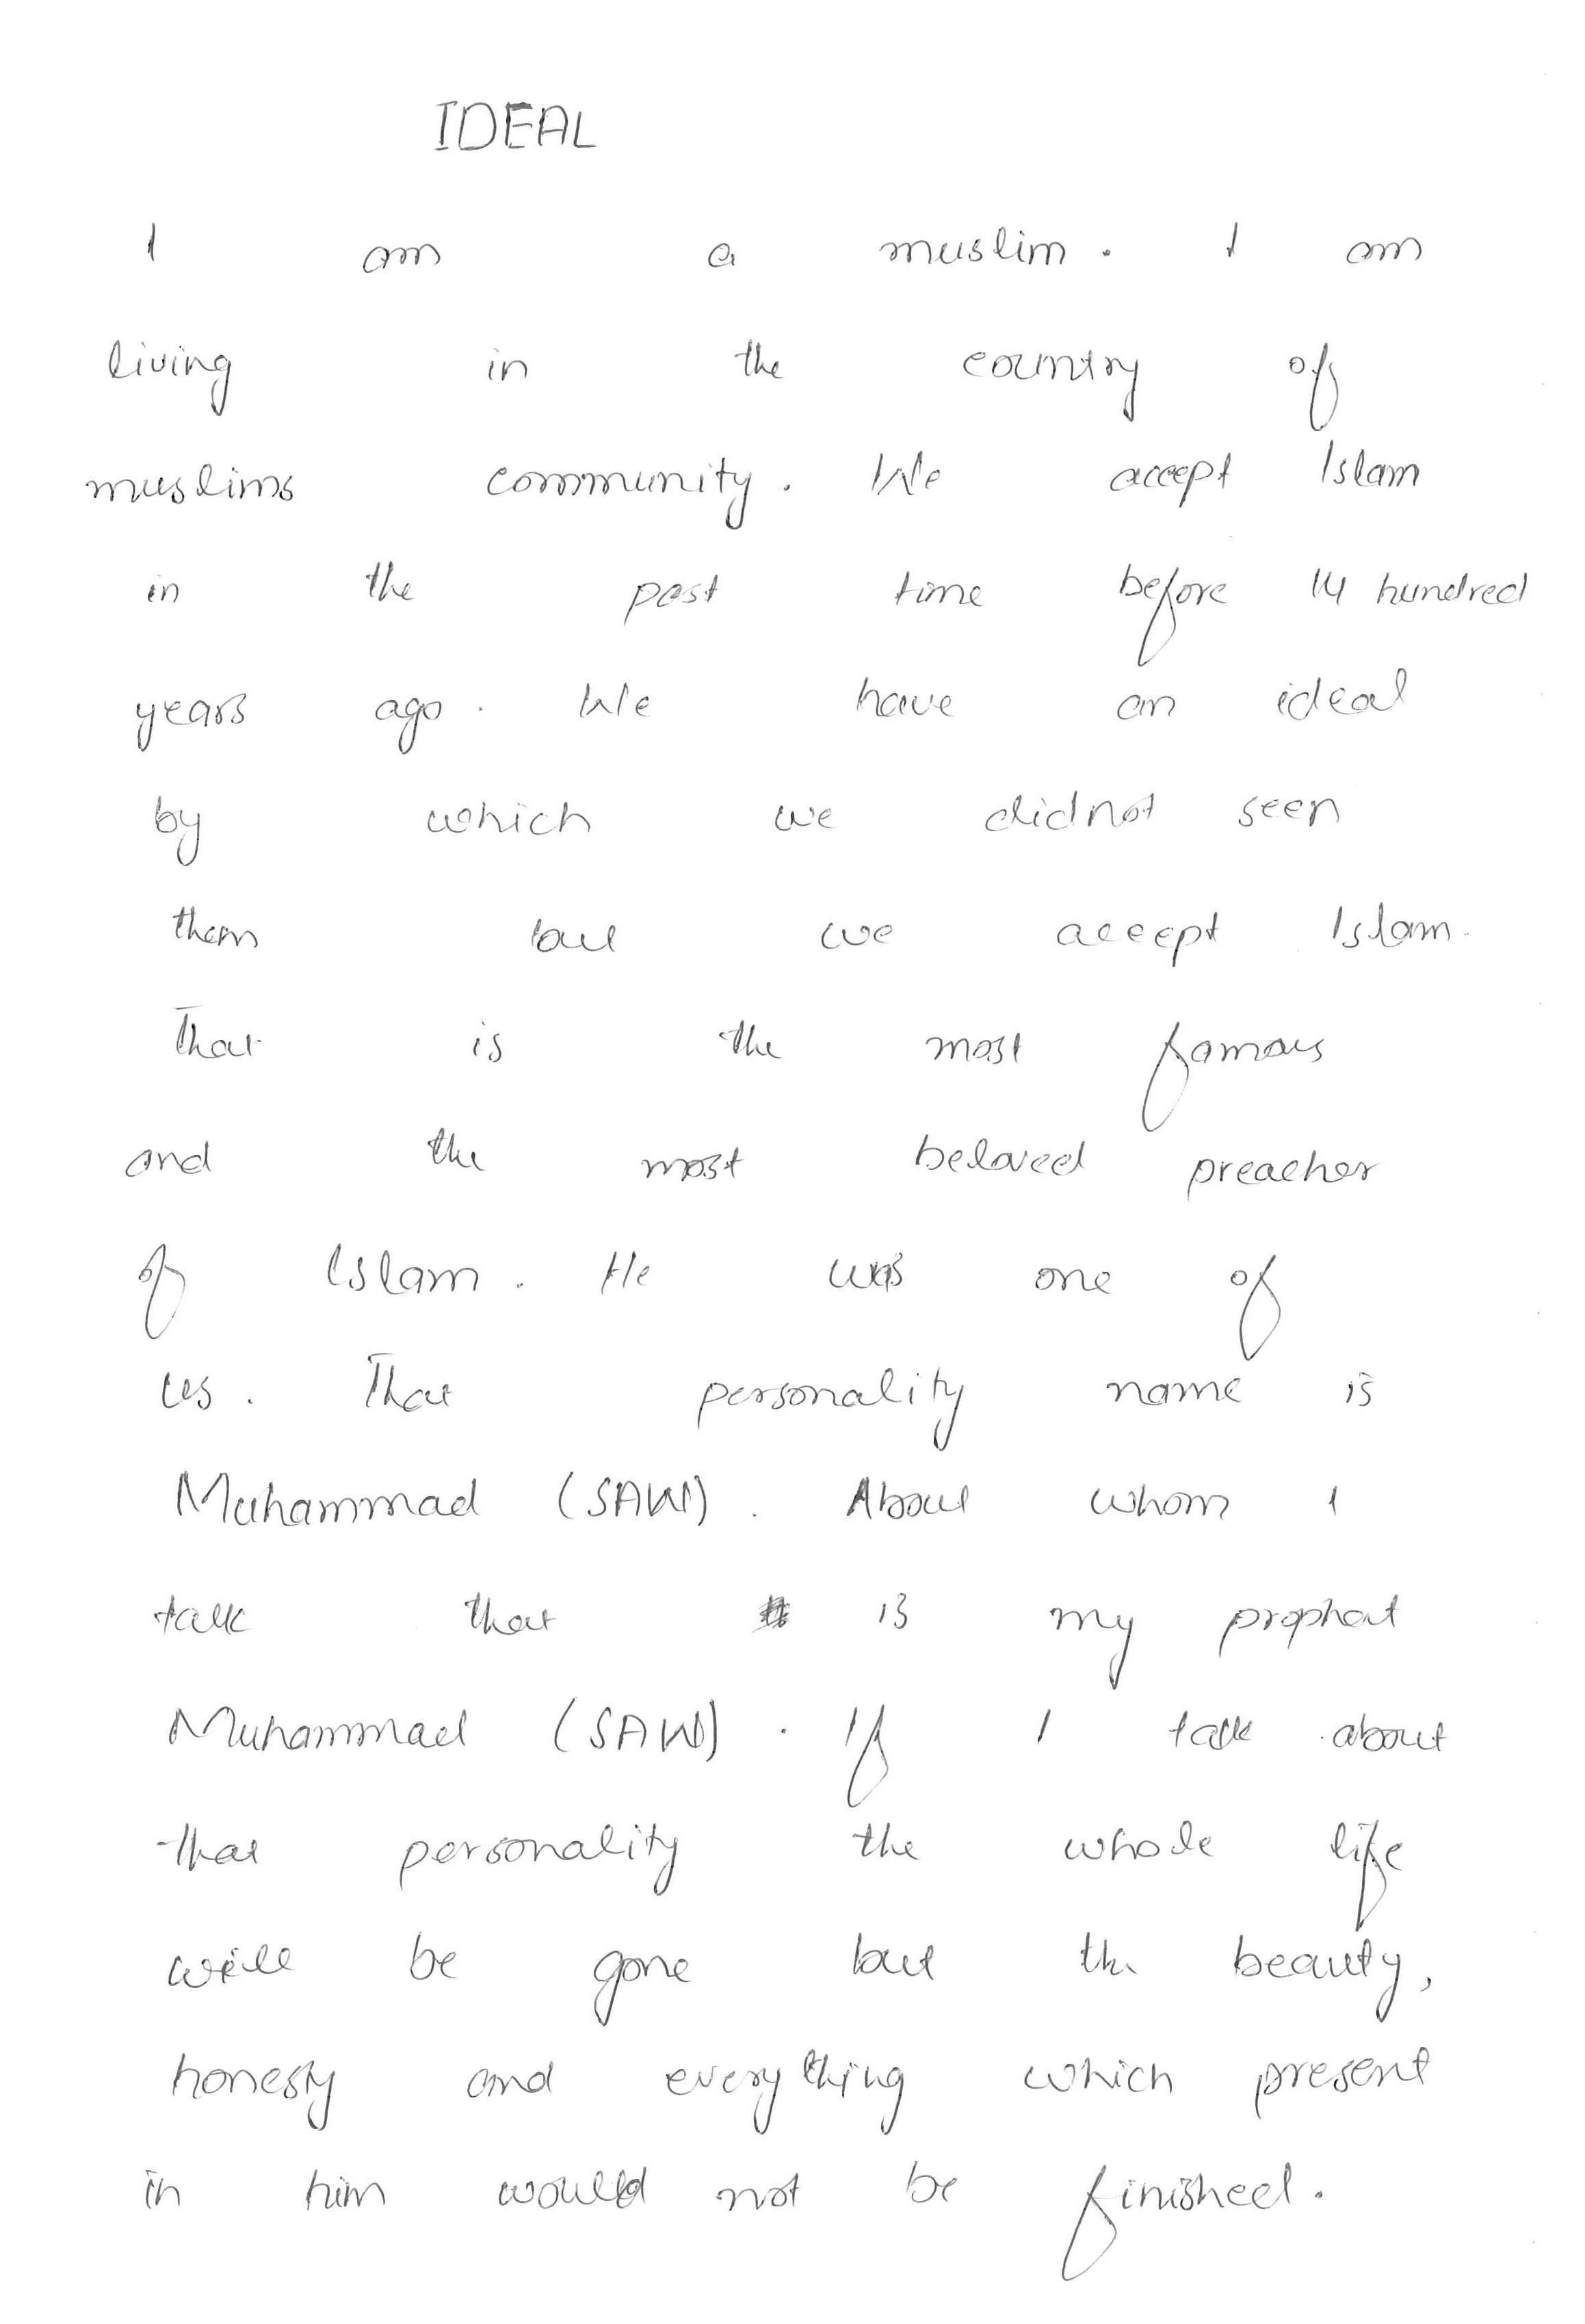 IDEAL
I am a muslim. I am
living in the country of
muslims community. We accept Islam
in the past time before 14 hundred
years ago. We have an ideal
by which we didnot seen
them but we accept Islam.
That is the most famous
and the most beloved preacher
of Islam. He was one of
us. That personality name is
Muhammad (SAW). About whom I
talk that is my prophat
Muhammad (SAW). If I talk about
that personality the whole life
will be gone but the beauty,
honesty and everything which present
in him would not be finished.